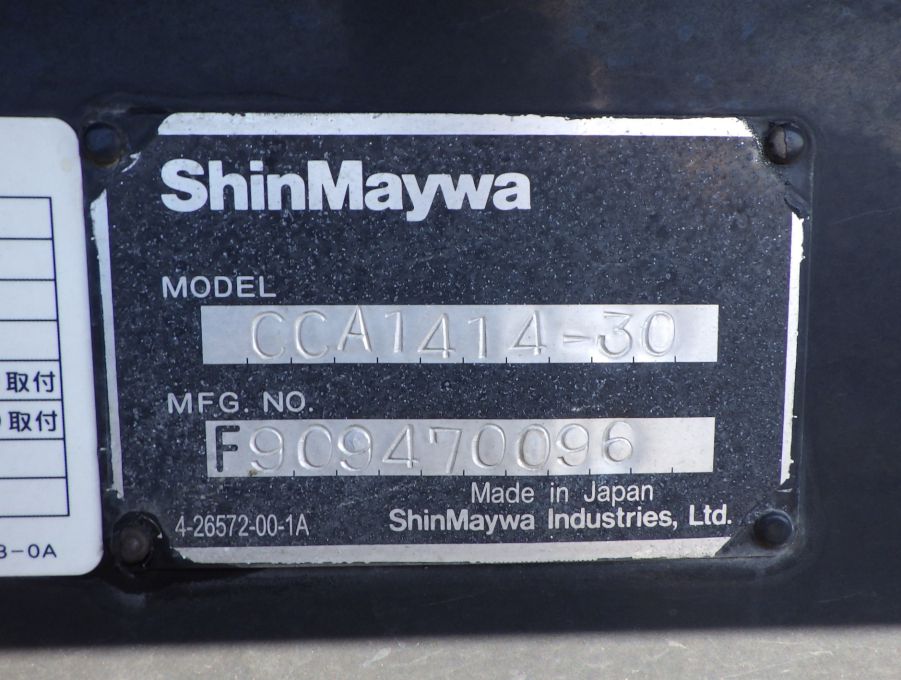 ShinMaywa
MODEL
CCA1414-30
取付
取付
MFG. NO.
F909470096
Made in Japan
4-26572-00-1A
ShinMaywa Industries, Ltd.
-0A